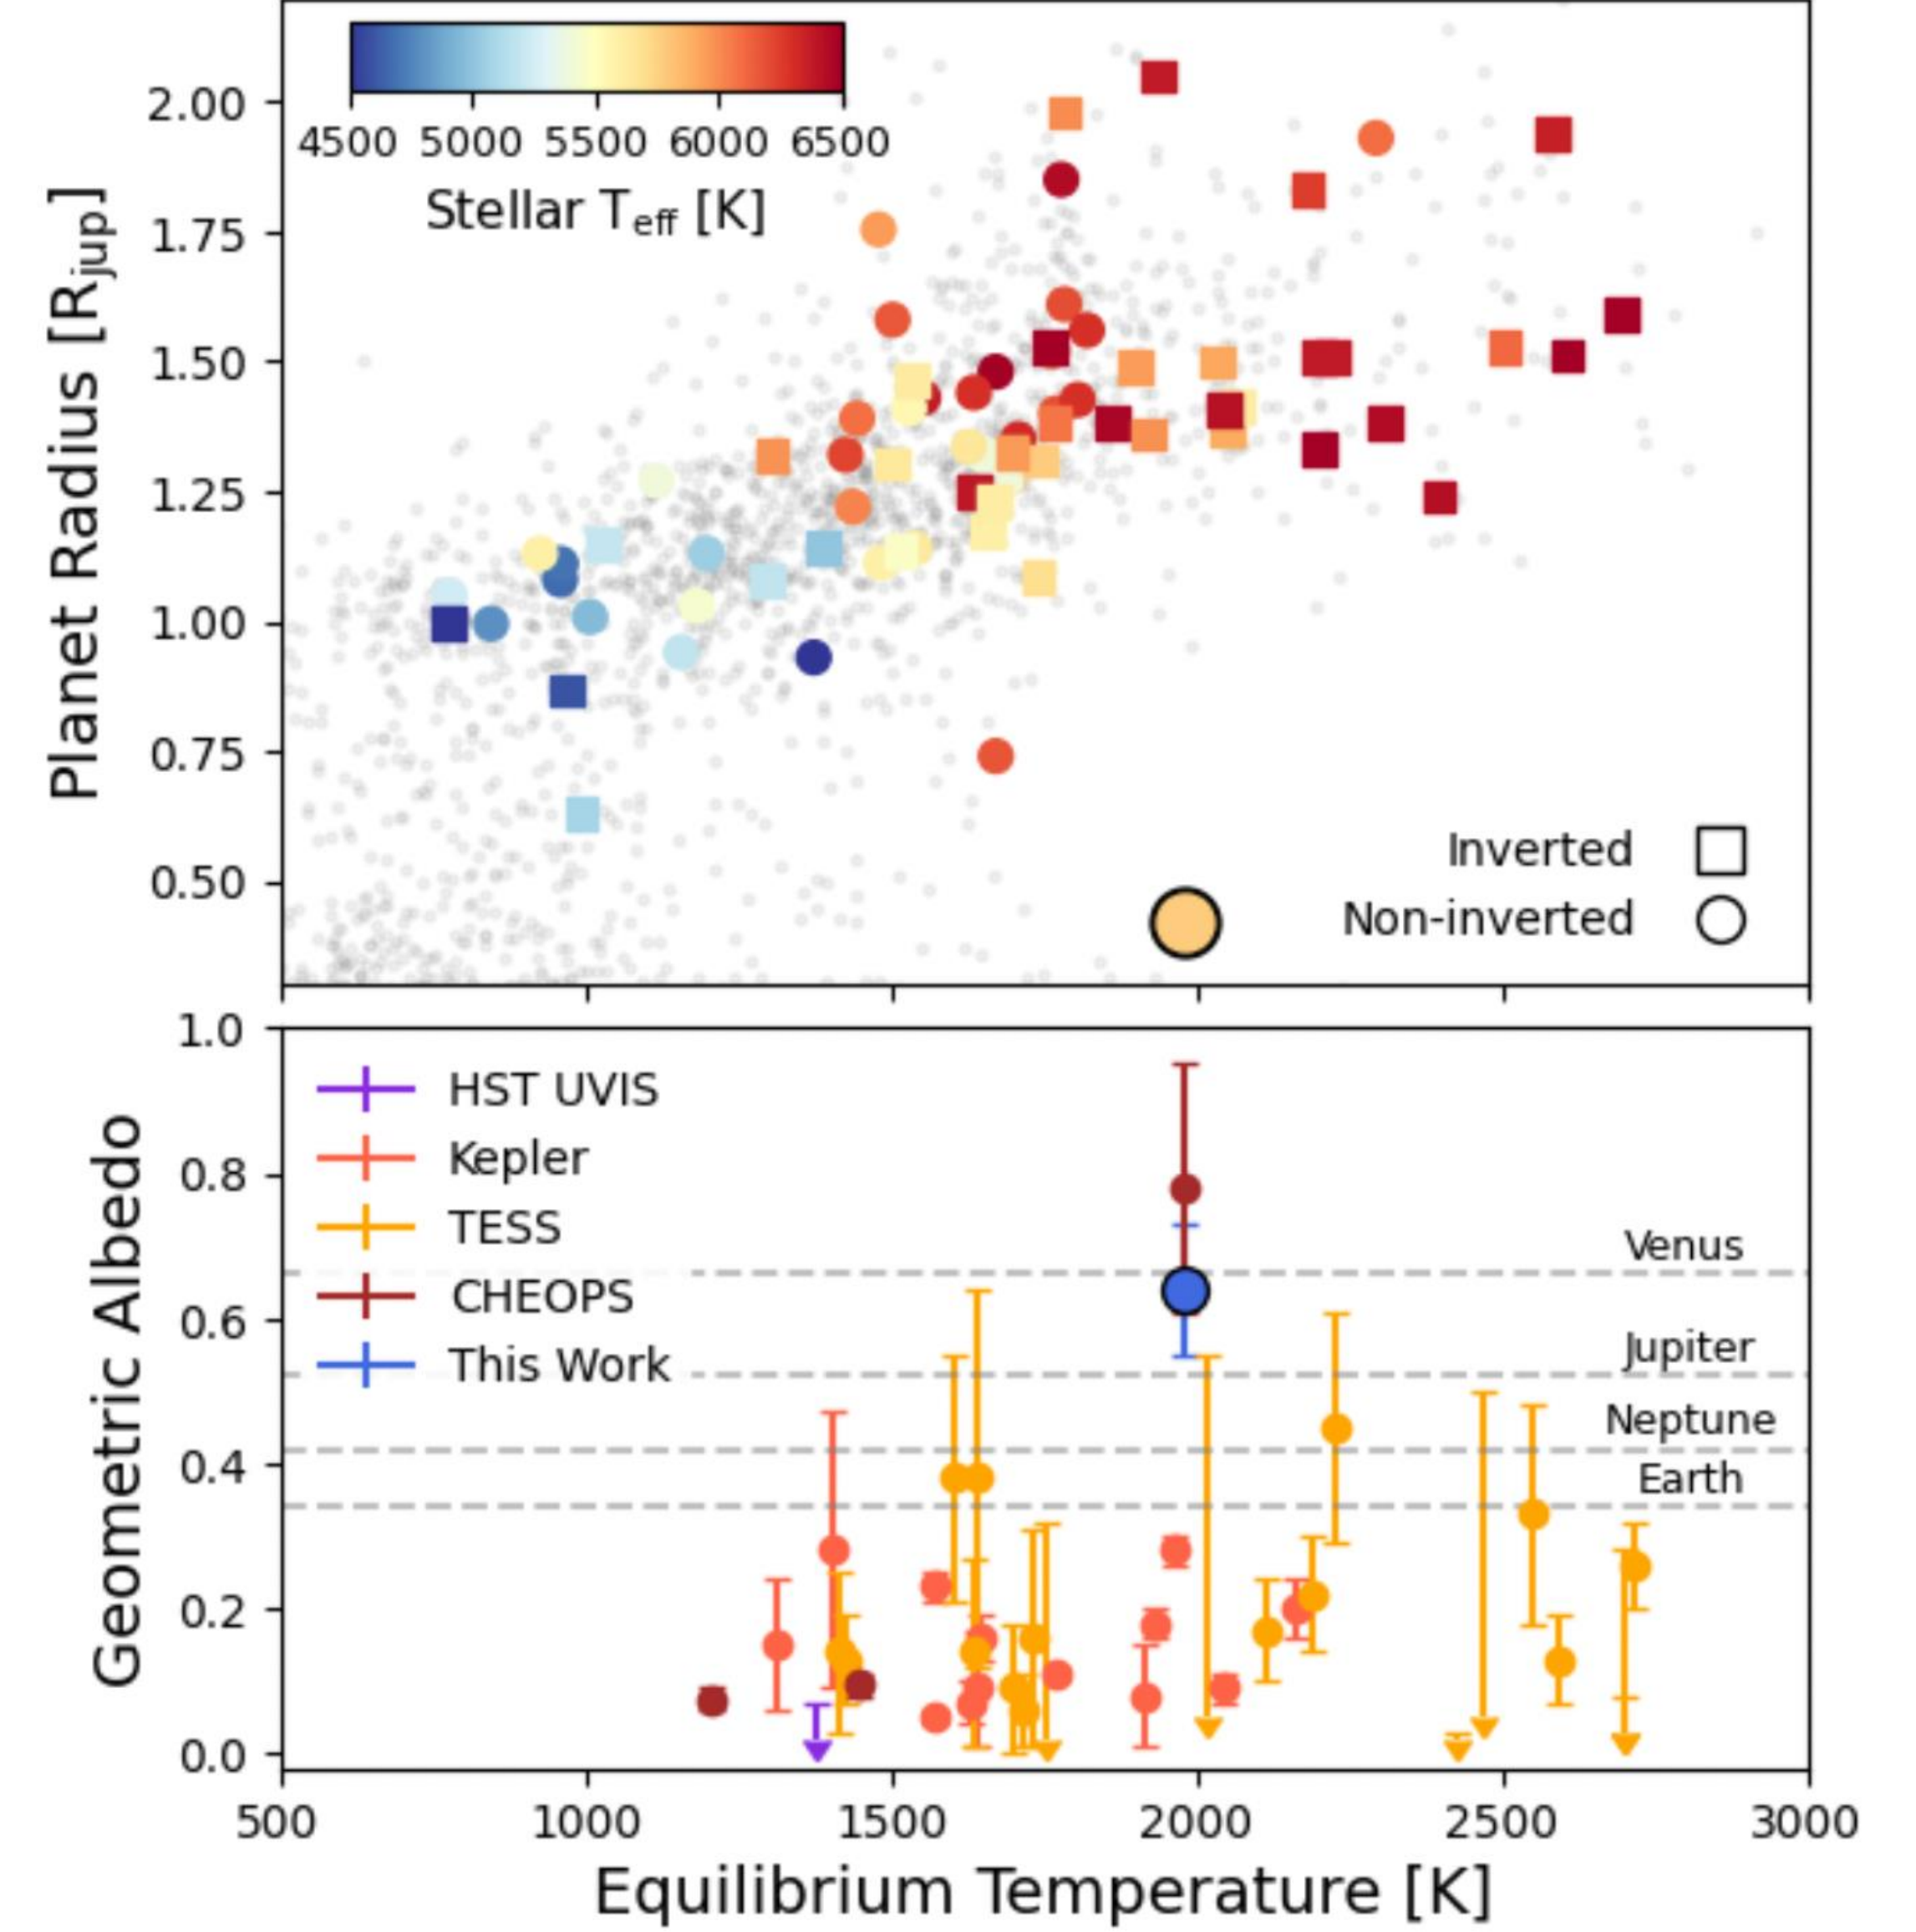 4500 5000 5500 6000 6500
Stellar Teff [K]
Planet Radius [Rjup]
2.00
1.75
1.50
1.25
1.00
0.75
0.50
Inverted
Non-inverted
Geometric Albedo
1.0
0.8
0.6
0.4
0.2
0.0
HST UVIS
Kepler
TESS
CHEOPS
This Work
Venus
Jupiter
Neptune
Earth
500 1000 1500 2000 2500 3000
Equilibrium Temperature [K]